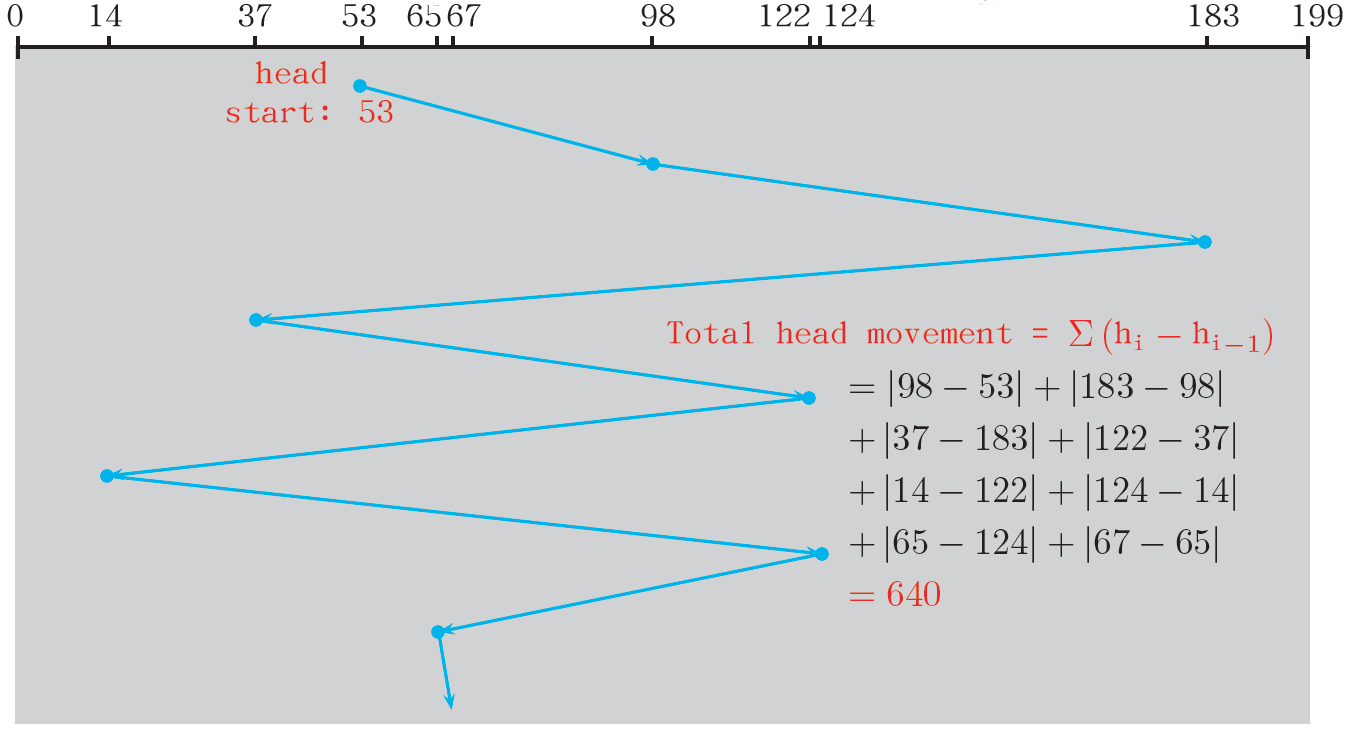 0 14 37 53 65 67 98 122 124 183 199
head
start: 53
Total head movement = Σ(hᵢ − hᵢ₋₁)
= |98 − 53| + |183 − 98|
+ |37 − 183| + |122 − 37|
+ |14 − 122| + |124 − 14|
+ |65 − 124| + |67 − 65|
= 640